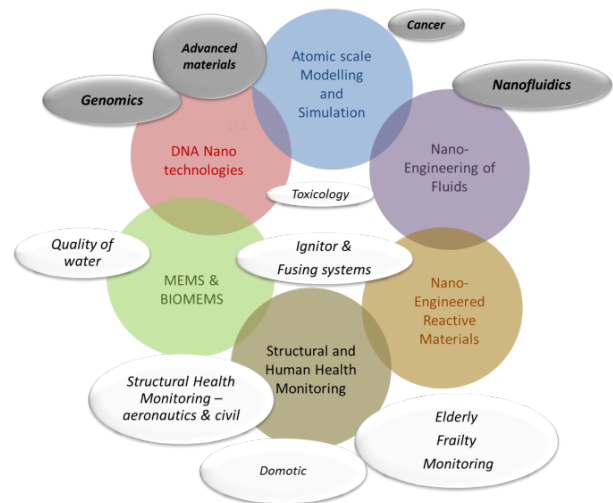 Cancer
Advanced
materials
Atomic scale
Modelling
and
Simulation
Genomics
Nanofluidics
DNA Nano
technologies
Nano-
Engineering of
Fluids
Toxicology
Quality of
water
Ignitor &
Fusing systems
MEMS &
BIOMEMS
Nano-
Engineered
Reactive
Materials
Structural and
Human Health
Monitoring
Structural Health
Monitoring –
aeronautics & civil
Elderly
Frailty
Monitoring
Domotic